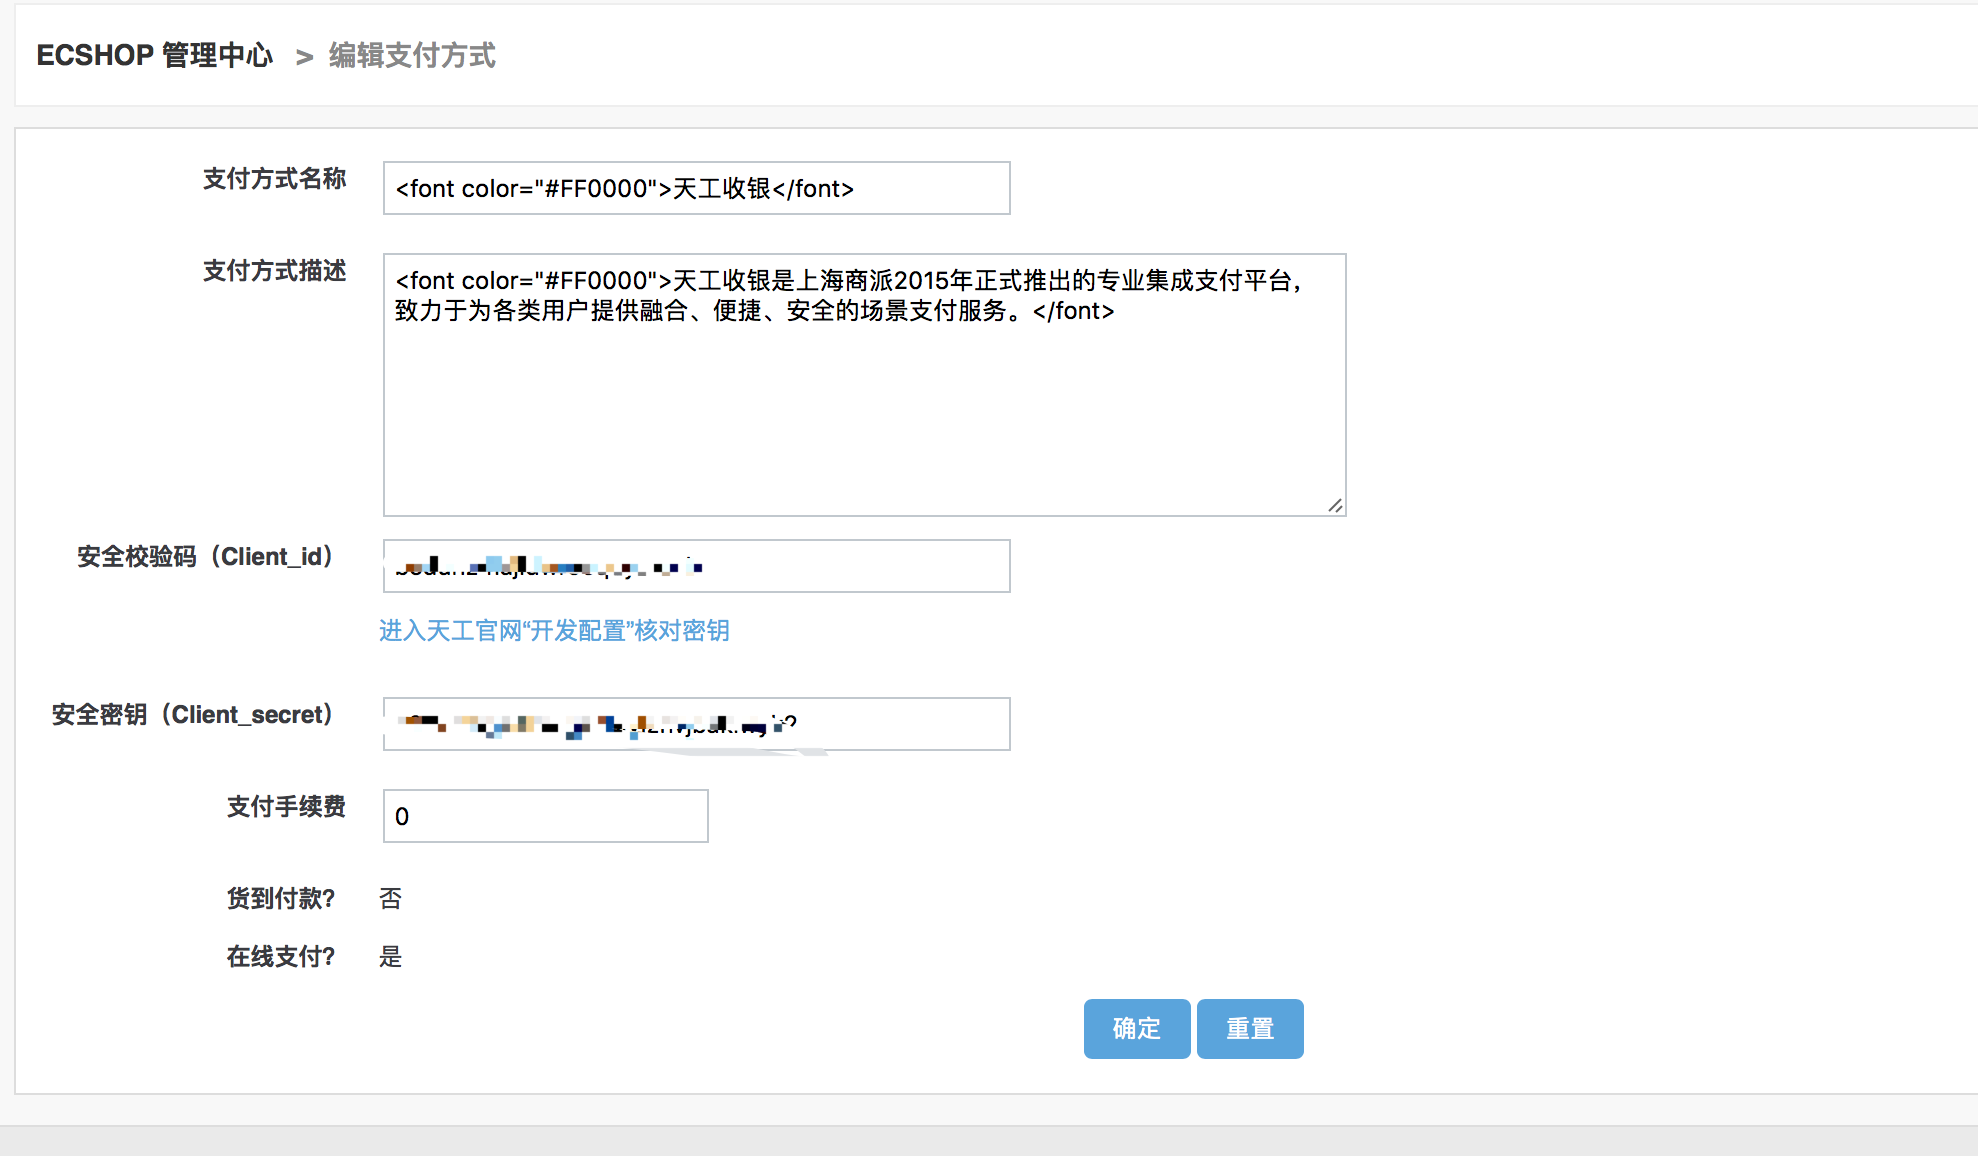 ECSHOP 管理中心 > 编辑支付方式
支付方式名称
<font color="#FF0000">天工收银</font>
支付方式描述
<font color="#FF0000">天工收银是上海商派2015年正式推出的专业集成支付平台，
致力于为各类用户提供融合、便捷、安全的场景支付服务。</font>
安全校验码（Client_id）
进入天工官网“开发配置”核对密钥
安全密钥（Client_secret）
支付手续费
0
货到付款? 否
在线支付? 是
确定 重置